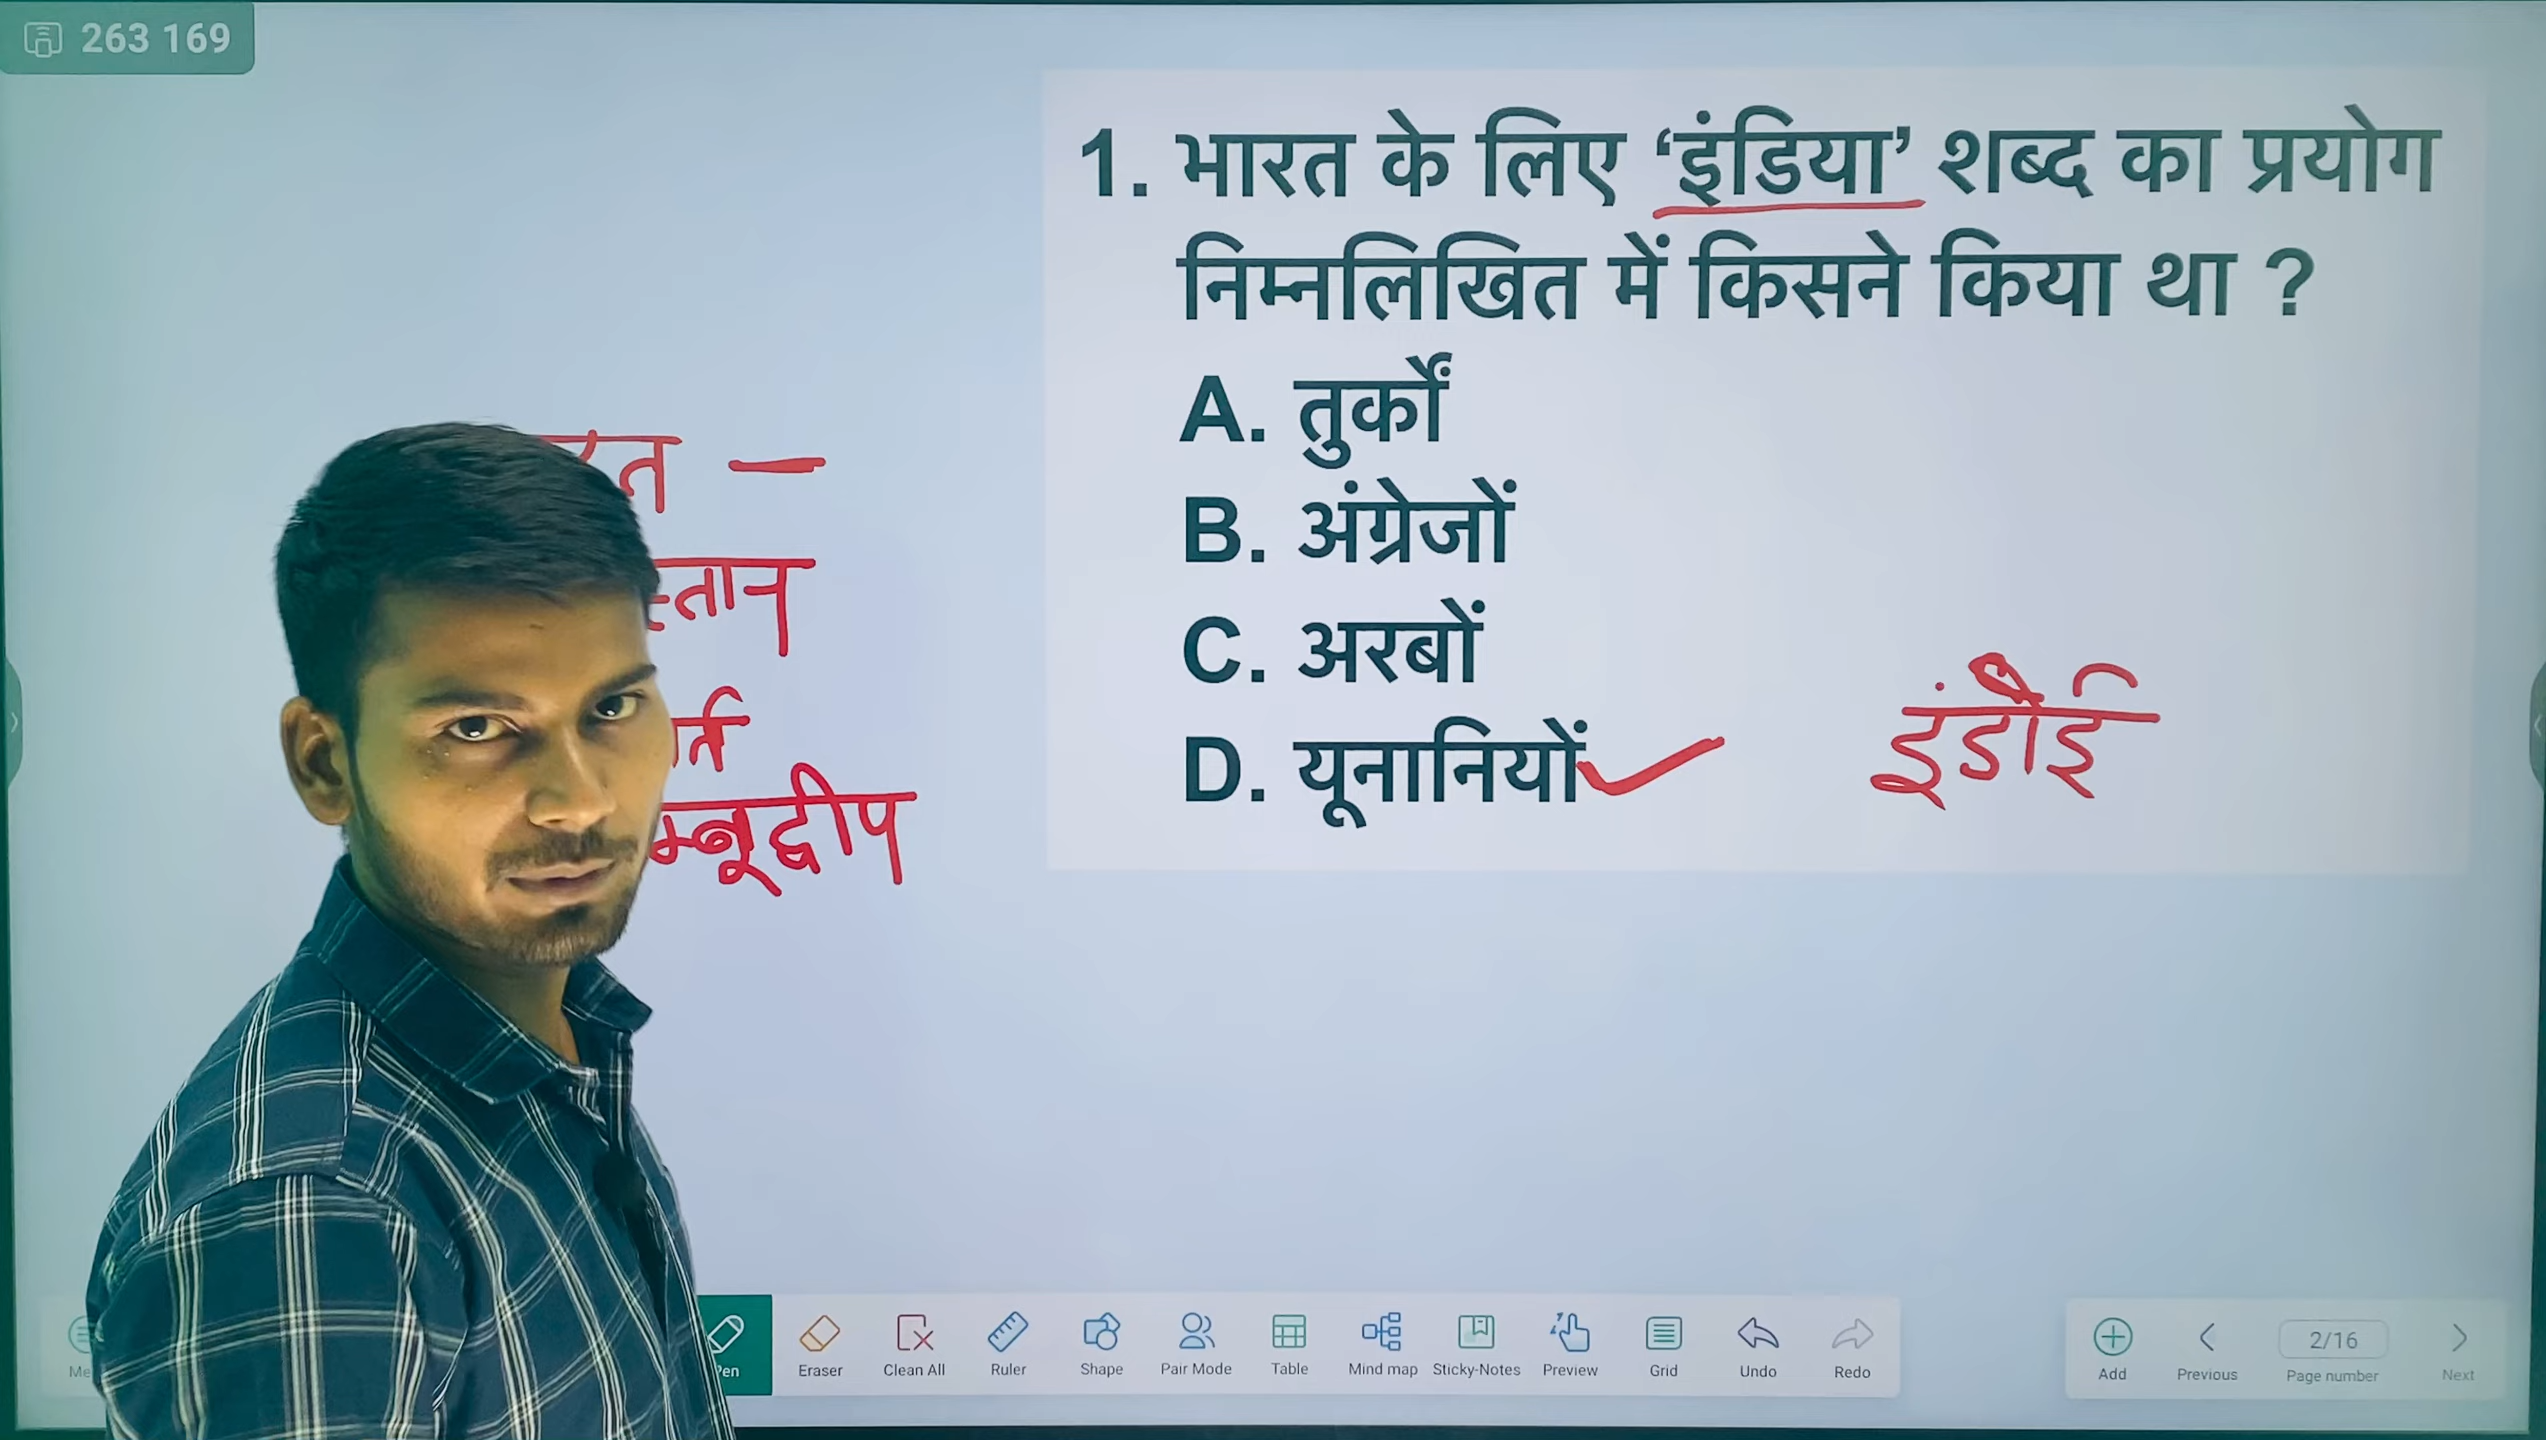 263 169
1. भारत के लिए ‘इंडिया’ शब्द का प्रयोग
निम्नलिखित में किसने किया था ?
A. तुर्कों
B. अंग्रेजों
C. अरबों
D. यूनानियों
रत –
स्तान
र्त
म्बूद्वीप
Eraser
Clean All
Ruler
Shape
Pair Mode
Table
Mind map
Sticky-Notes
Preview
Grid
Undo
Redo
Add
Previous
2/16
Page number
Next